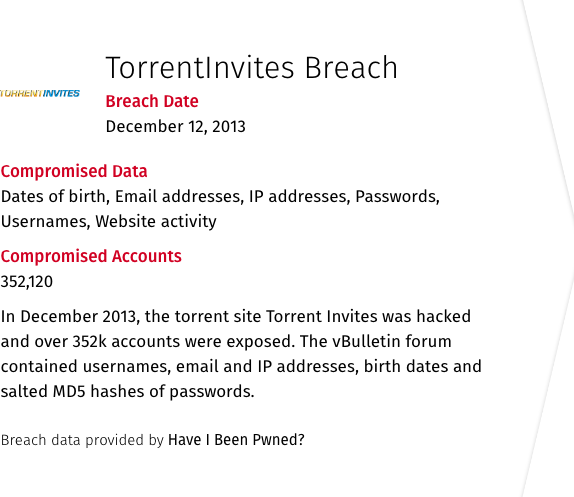 TorrentInvites Breach
TORRENTINVITES
Breach Date
December 12, 2013
Compromised Data
Dates of birth, Email addresses, IP addresses, Passwords,
Usernames, Website activity
Compromised Accounts
352,120
In December 2013, the torrent site Torrent Invites was hacked
and over 352k accounts were exposed. The vBulletin forum
contained usernames, email and IP addresses, birth dates and
salted MD5 hashes of passwords.
Breach data provided by Have I Been Pwned?